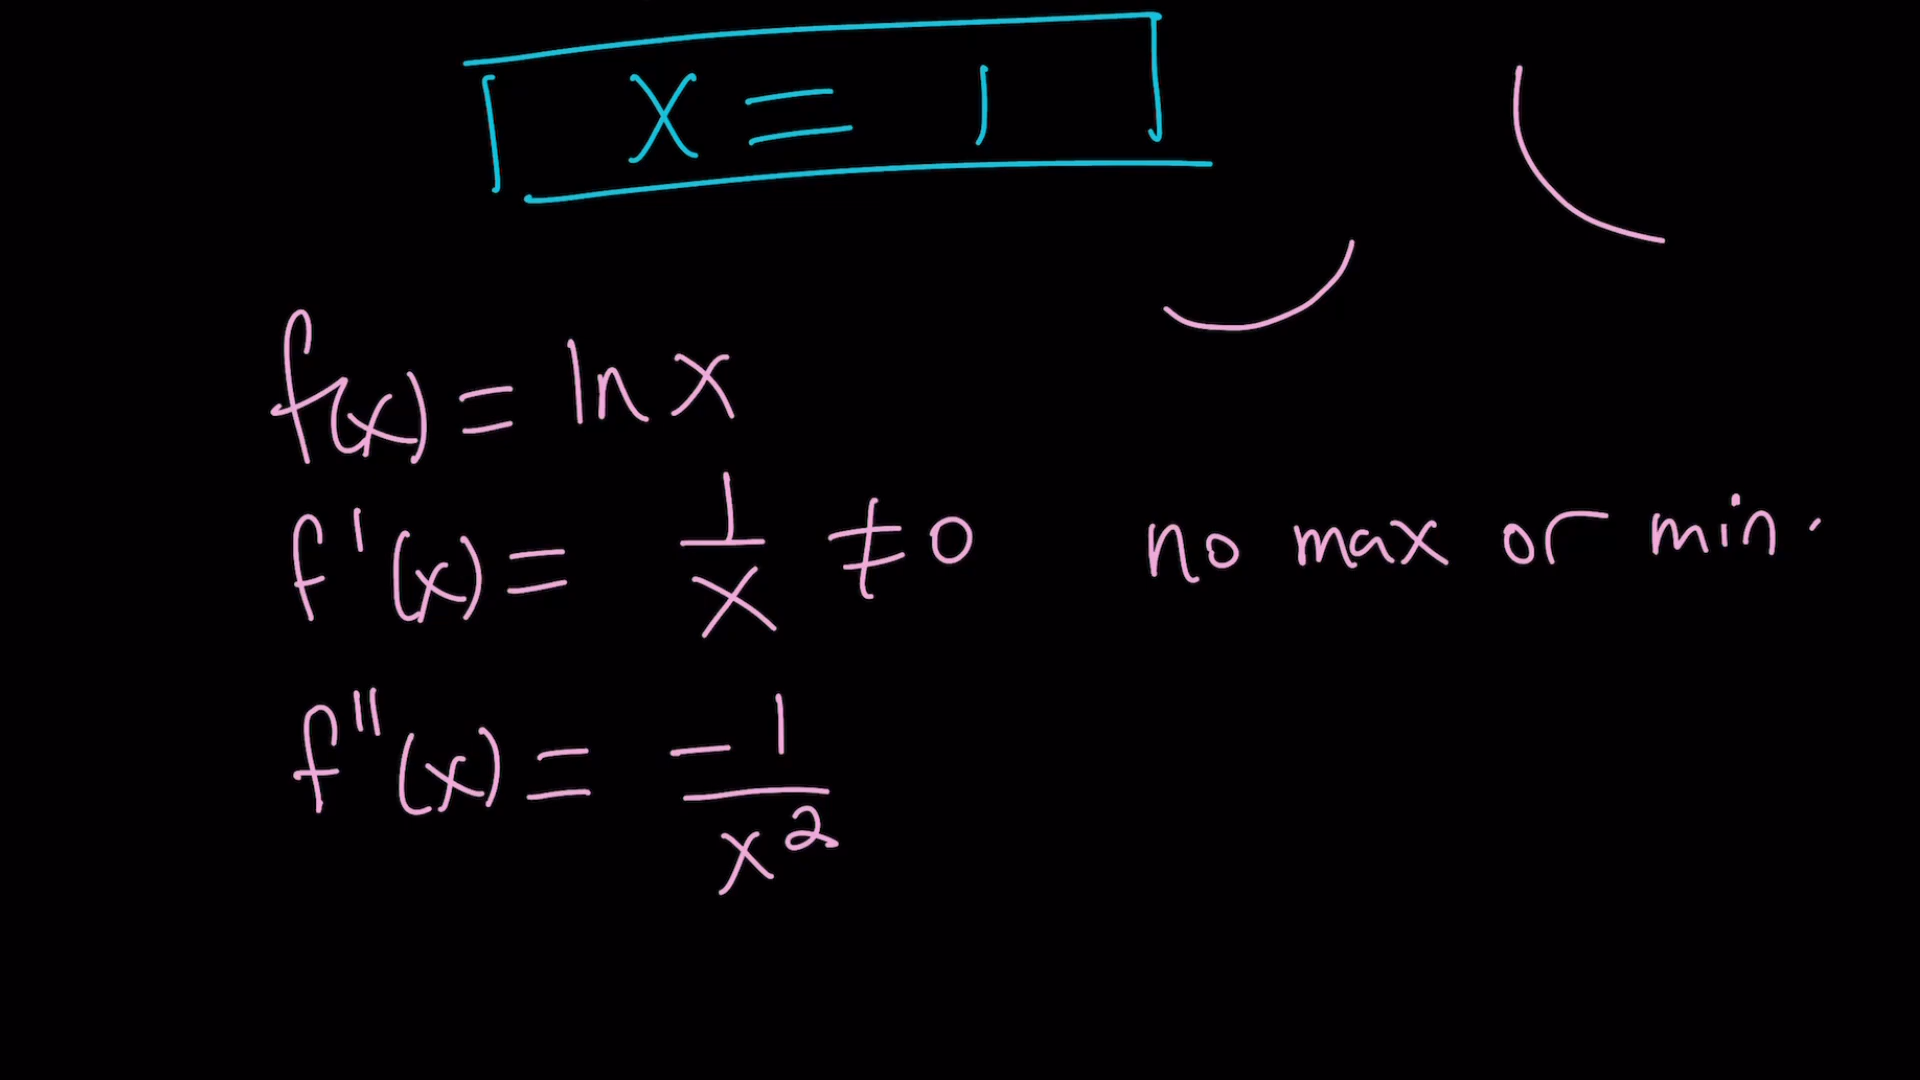 x = 1
f(x) = ln x
f'(x) = 1/x ≠ 0 no max or min.
f''(x) = -1/x²